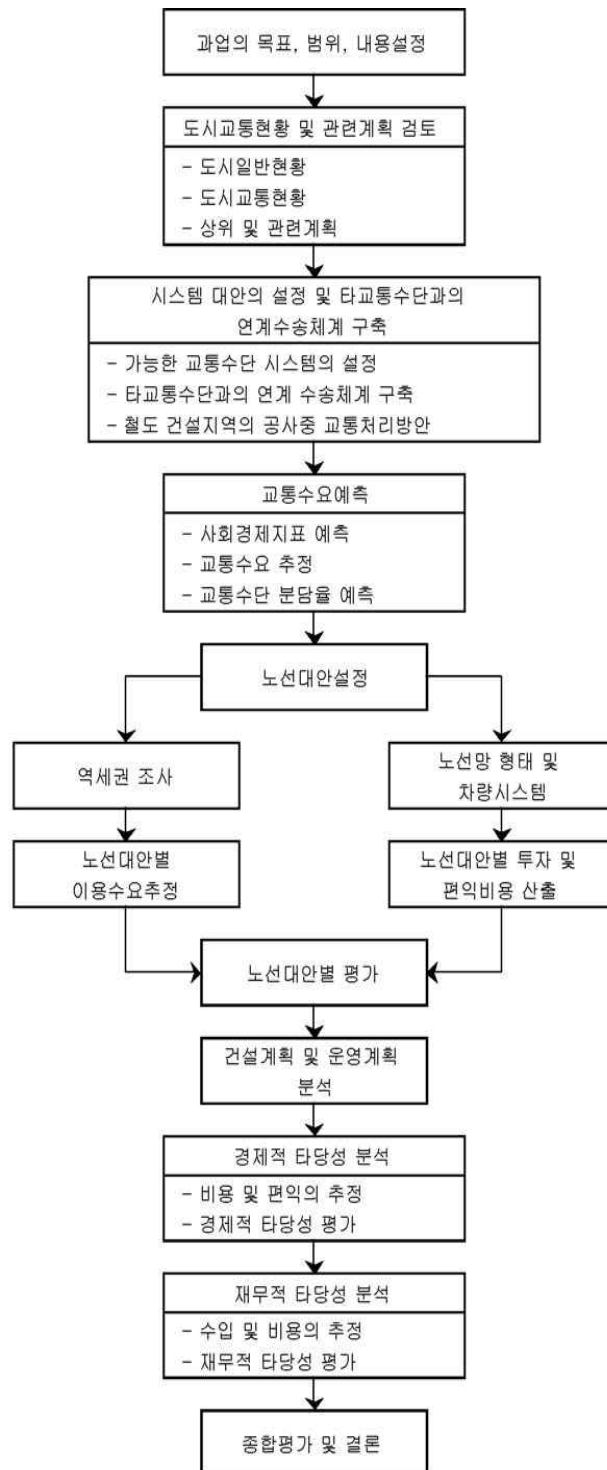 과업의 목표, 범위, 내용설정
도시교통현황 및 관련계획 검토
- 도시일반현황
- 도시교통현황
- 상위 및 관련계획
시스템 대안의 설정 및 타교통수단과의
연계수송체계 구축
- 가능한 교통수단 시스템의 설정
- 타교통수단과의 연계 수송체계 구축
- 철도 건설지역의 공사중 교통처리방안
교통수요예측
- 사회경제지표 예측
- 교통수요 추정
- 교통수단 분담율 예측
노선대안설정
역세권 조사
노선망 형태 및
차량시스템
노선대안별
이용수요추정
노선대안별 투자 및
편익비용 산출
노선대안별 평가
건설계획 및 운영계획
분석
경제적 타당성 분석
- 비용 및 편익의 추정
- 경제적 타당성 평가
재무적 타당성 분석
- 수입 및 비용의 추정
- 재무적 타당성 평가
종합평가 및 결론